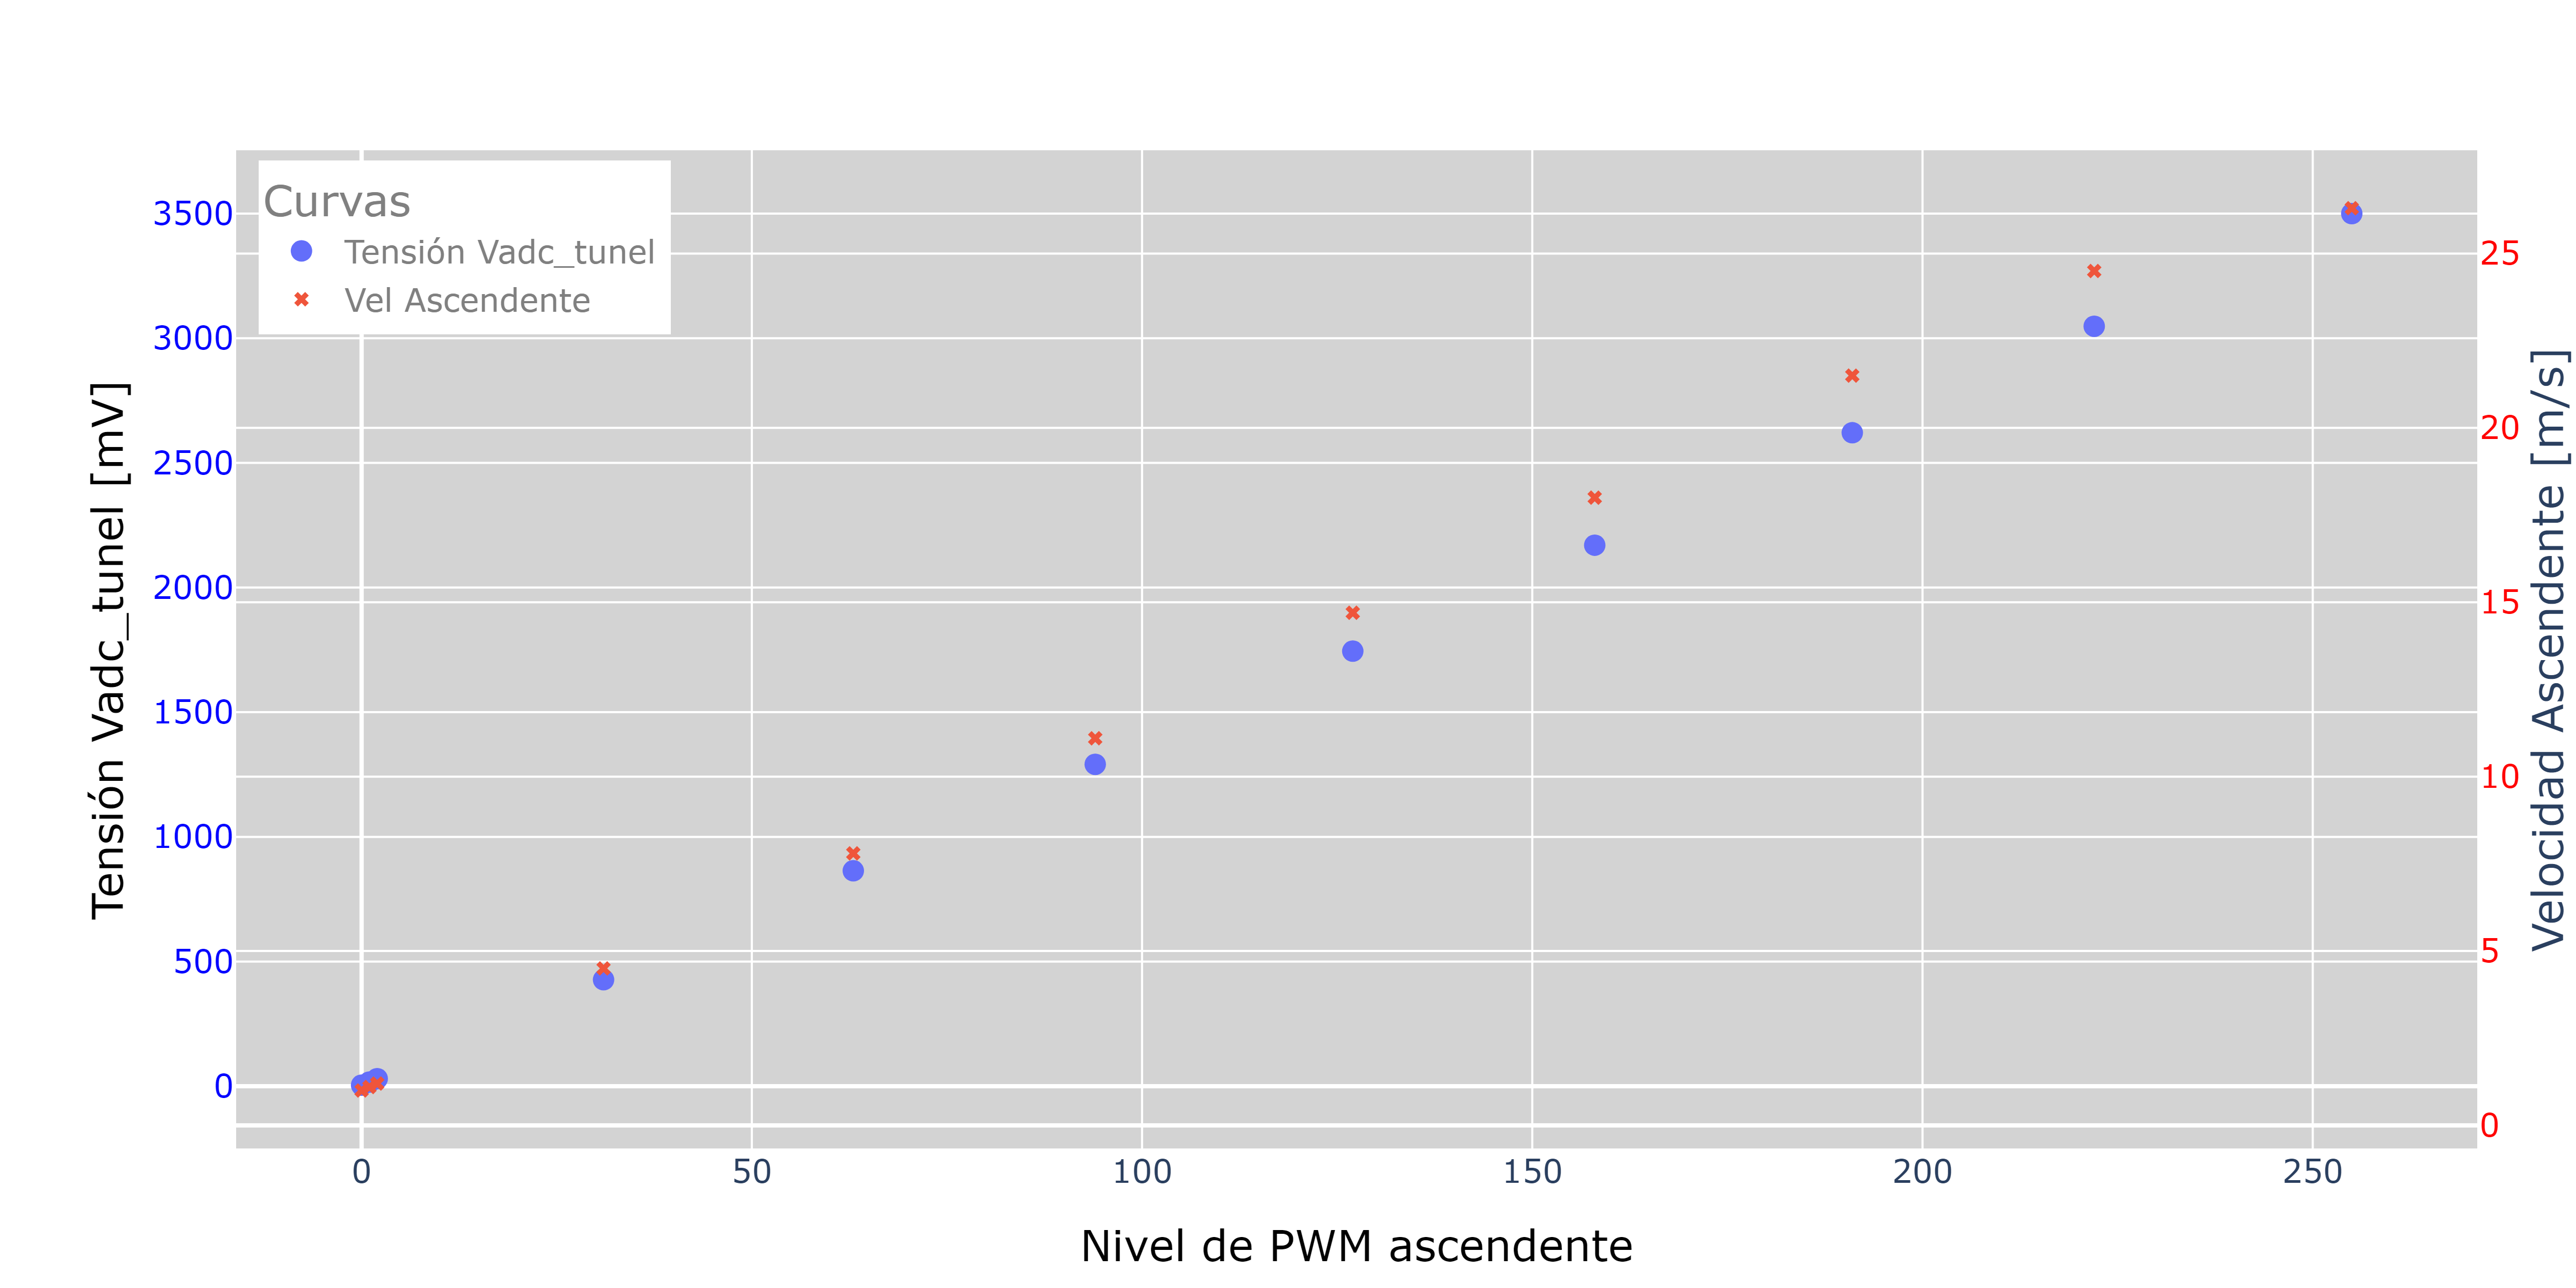 Curvas
Tensión Vadc_tunel
Vel Ascendente
Tensión Vadc_tunel [mV]
3500
3000
2500
2000
1500
1000
500
0
25
20
15
10
5
0
Velocidad Ascendente [m/s]
0 50 100 150 200 250
Nivel de PWM ascendente